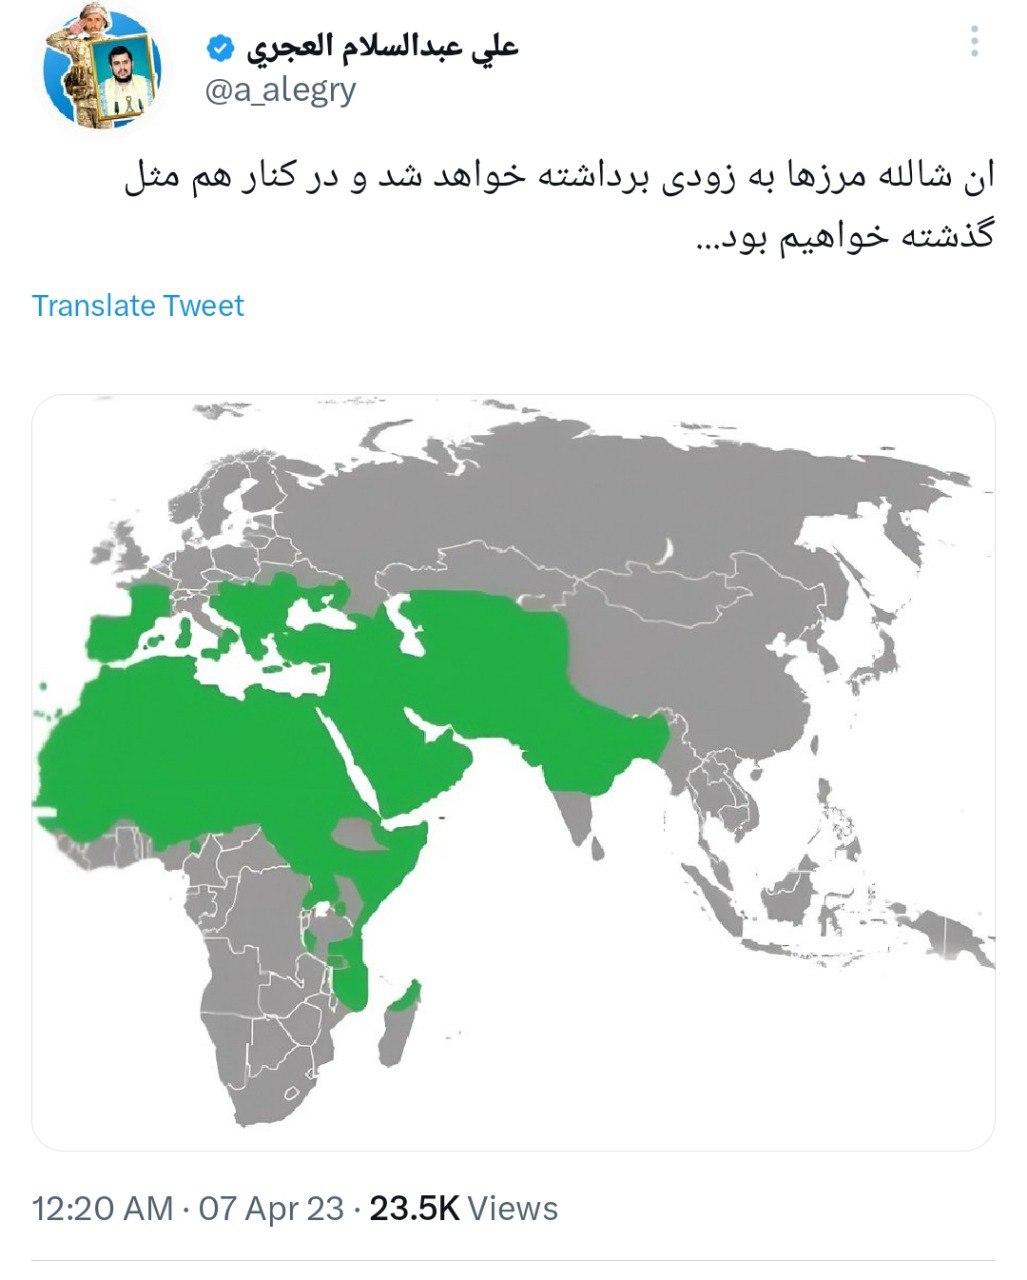 علي عبدالسلام العجري
@a_alegry
ان شالله مرزها به زودی برداشته خواهد شد و در کنار هم مثل
گذشته خواهیم بود...
Translate Tweet
12:20 AM · 07 Apr 23 · 23.5K Views